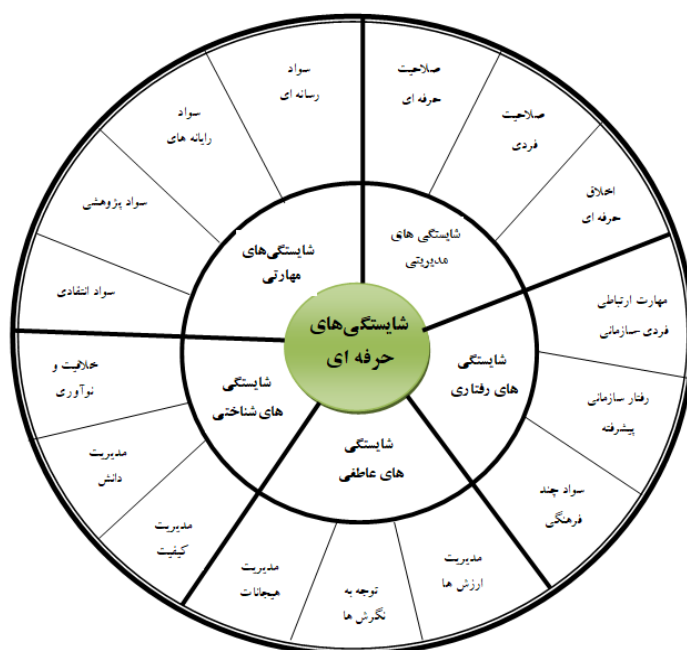 شایستگی‌های
حرفه ای
شایستگی های
مدیریتی
صلاحیت
حرفه ای
صلاحیت
فردی
اخلاق
حرفه ای
شایستگی
های رفتاری
مهارت ارتباطی
فردی-سازمانی
رفتار سازمانی
پیشرفته
سواد چند
فرهنگی
شایستگی
های عاطفی
مدیریت
ارزش ها
توجه به
نگرش ها
مدیریت
هیجانات
شایستگی
های شناختی
مدیریت
کیفیت
مدیریت
دانش
خلاقیت و
نوآوری
شایستگی‌های
مهارتی
سواد انتقادی
سواد پژوهشی
سواد
رایانه های
سواد
رسانه ای